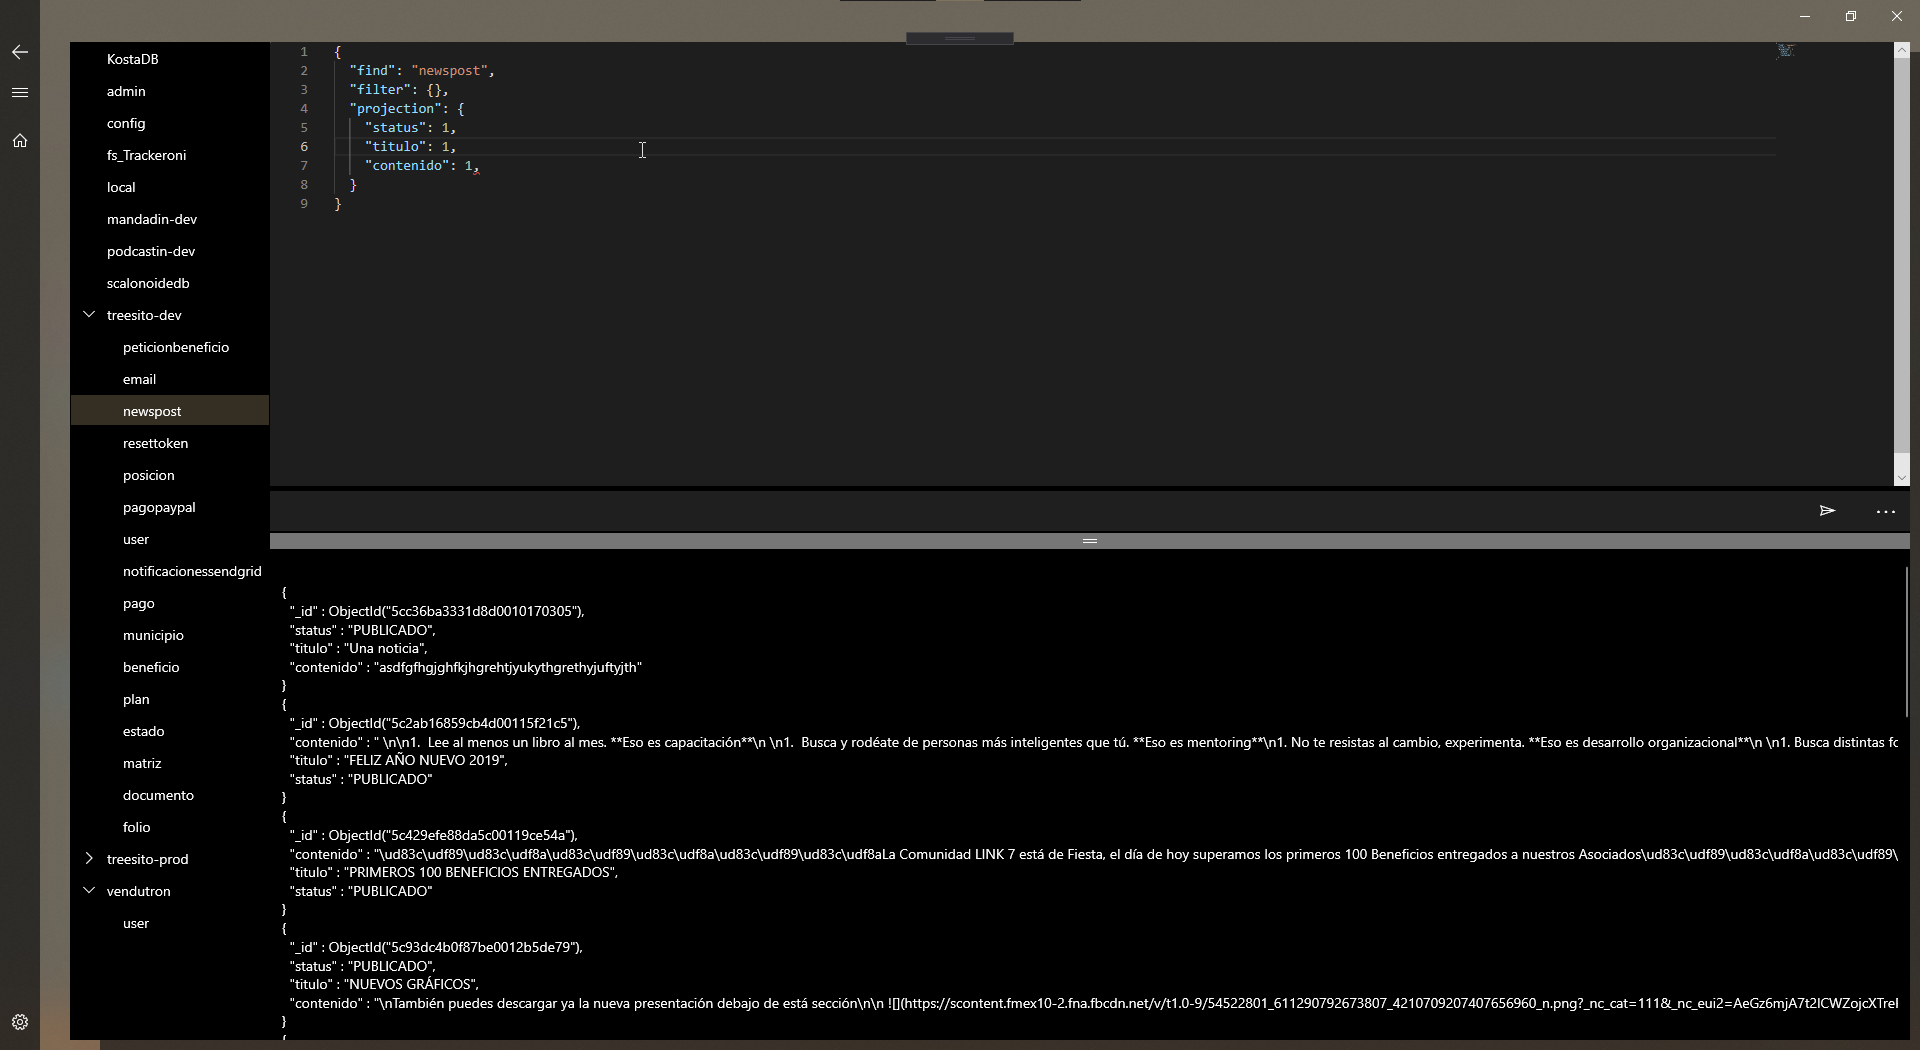 KostaDB
admin
config
fs_Trackeroni
local
mandadin-dev
podcastin-dev
scalonoidedb
treesito-dev
peticionbeneficio
email
newspost
resettoken
posicion
pagopaypal
user
notificacionessendgrid
pago
municipio
beneficio
plan
estado
matriz
documento
folio
treesito-prod
vendutron
user
1 {
2 "find": "newspost",
3 "filter": {},
4 "projection": {
5 "status": 1,
6 "titulo": 1,
7 "contenido": 1,
8 }
9 }
{
"_id" : ObjectId("5cc36ba3331d8d0010170305"),
"status" : "PUBLICADO",
"titulo" : "Una noticia",
"contenido" : "asdfgfhgjghfkjhgrehtjyukythgrethyjuftyjth"
}
{
"_id" : ObjectId("5c2ab16859cb4d00115f21c5"),
"contenido" : " \n\n1.  Lee al menos un libro al mes. **Eso es capacitación**\n \n1.  Busca y rodéate de personas más inteligentes que tú. **Eso es mentoring**\n1. No te resistas al cambio, experimenta. **Eso es desarrollo organizacional**\n \n1. Busca distintas fo
"titulo" : "FELIZ AÑO NUEVO 2019",
"status" : "PUBLICADO"
}
{
"_id" : ObjectId("5c429efe88da5c00119ce54a"),
"contenido" : "\ud83c\udf89\ud83c\udf8a\ud83c\udf89\ud83c\udf8a\ud83c\udf89\ud83c\udf8aLa Comunidad LINK 7 está de Fiesta, el día de hoy superamos los primeros 100 Beneficios entregados a nuestros Asociados\ud83c\udf89\ud83c\udf8a\ud83c\udf89\
"titulo" : "PRIMEROS 100 BENEFICIOS ENTREGADOS",
"status" : "PUBLICADO"
}
{
"_id" : ObjectId("5c93dc4b0f87be0012b5de79"),
"status" : "PUBLICADO",
"titulo" : "NUEVOS GRÁFICOS",
"contenido" : "\nTambién puedes descargar ya la nueva presentación debajo de está sección\n\n ![](https://scontent.fmex10-2.fna.fbcdn.net/v/t1.0-9/54522801_611290792673807_4210709207407656960_n.png?_nc_cat=111&_nc_eui2=AeGz6mjA7t2ICWZojcXTrel
}
{